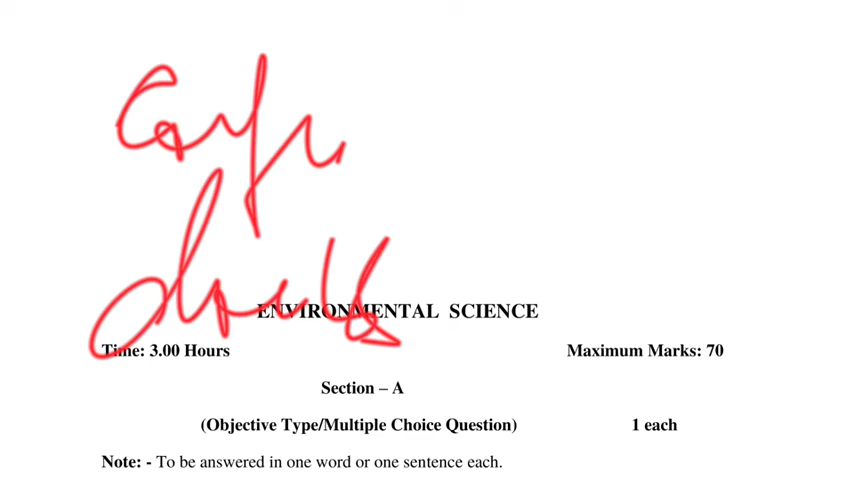 ENVIRONMENTAL SCIENCE
Time: 3.00 Hours Maximum Marks: 70
Section – A
(Objective Type/Multiple Choice Question) 1 each
Note: - To be answered in one word or one sentence each.